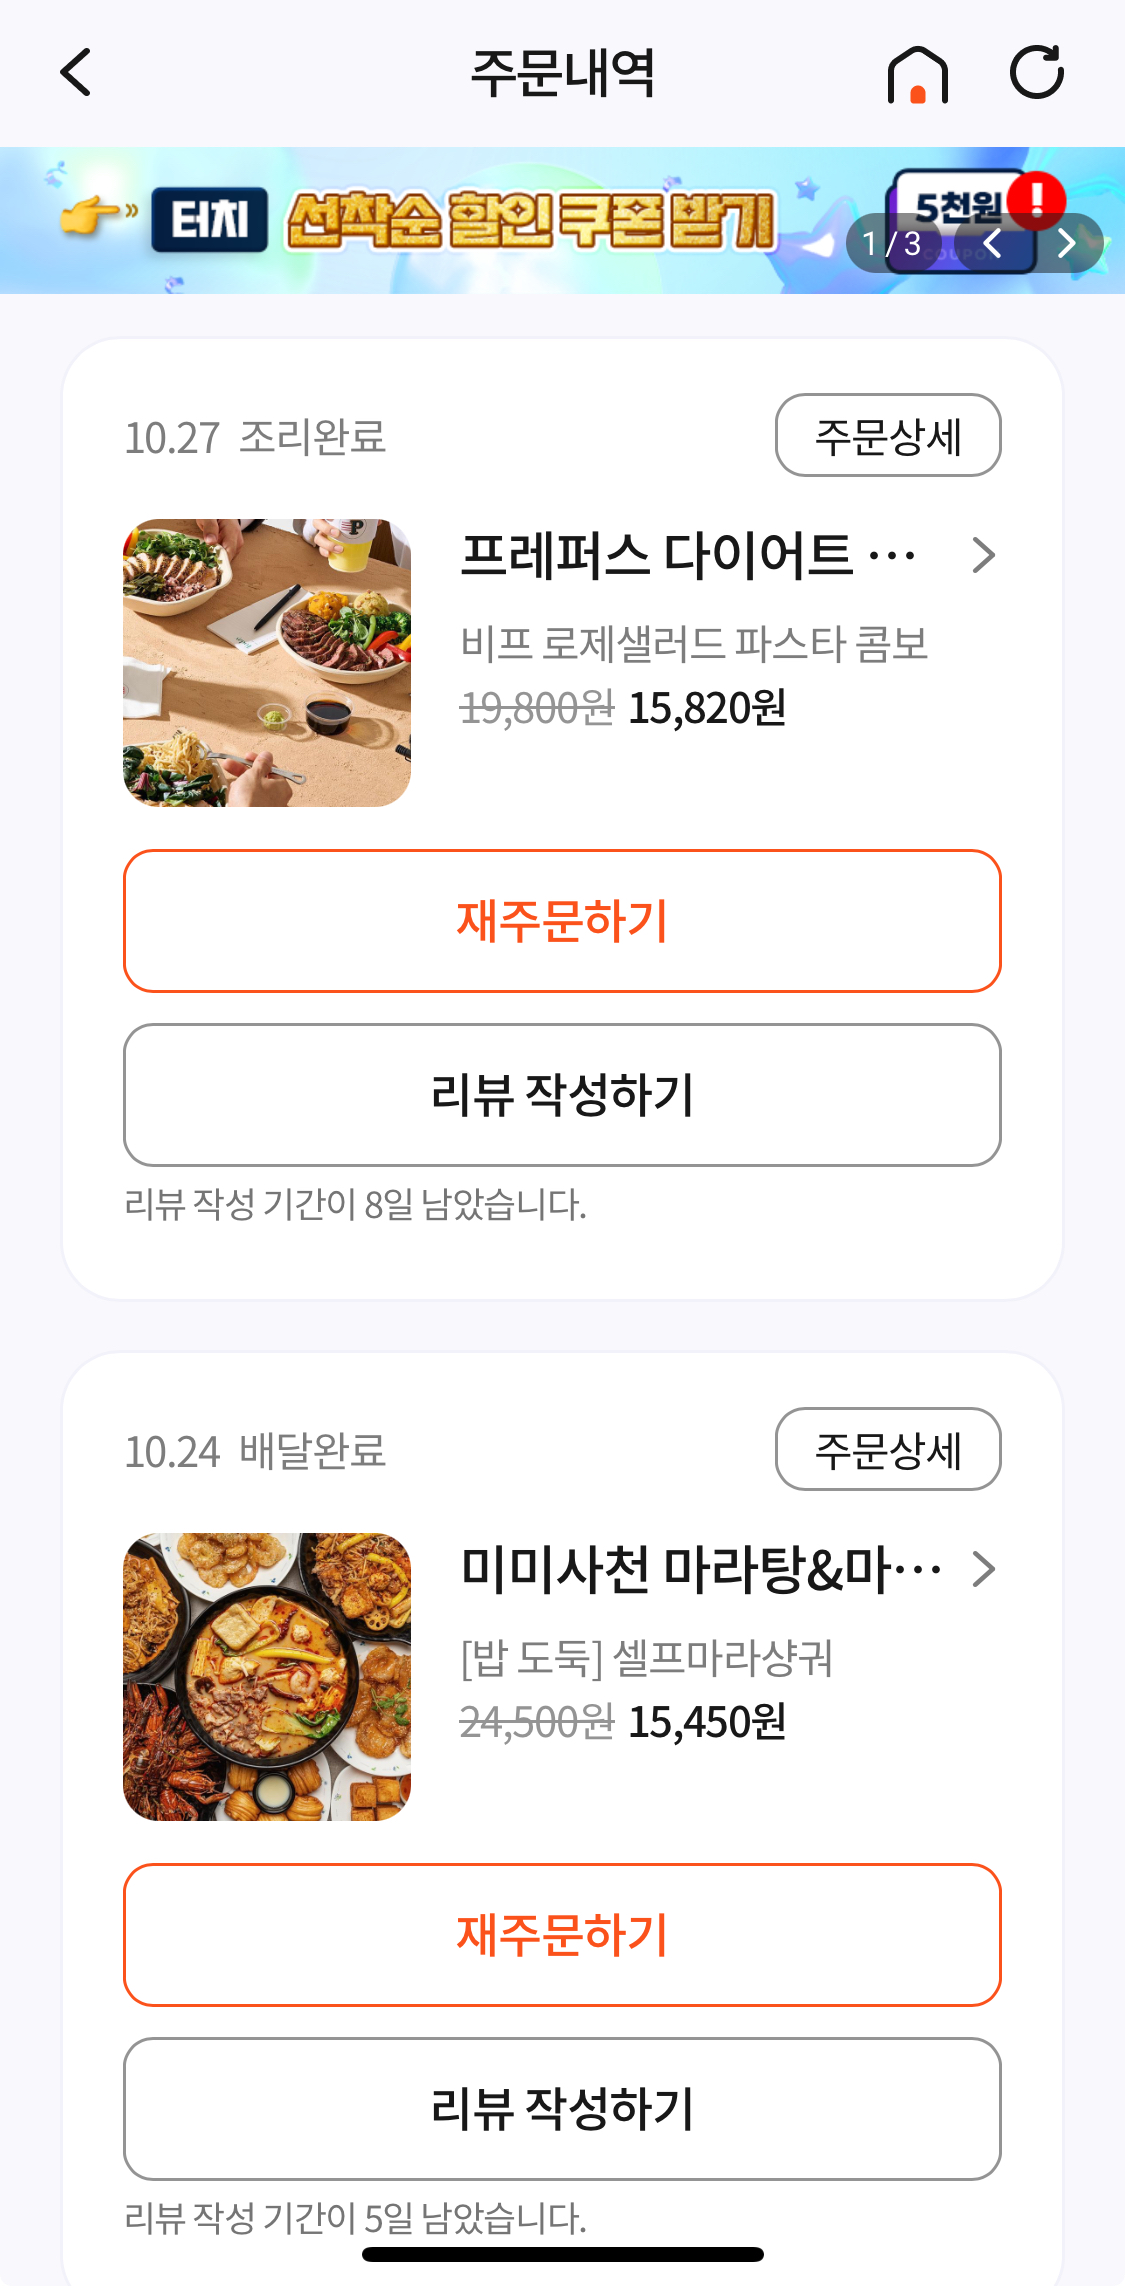 주문내역
터치 선착순 할인 쿠폰 받기
5천원
1 / 3
COUPON
10.27 조리완료
주문상세
프레퍼스 다이어트 ···
비프 로제샐러드 파스타 콤보
19,800원 15,820원
재주문하기
리뷰 작성하기
리뷰 작성 기간이 8일 남았습니다.
10.24 배달완료
주문상세
미미사천 마라탕&마···
[밥 도둑] 셀프마라샹궈
24,500원 15,450원
재주문하기
리뷰 작성하기
리뷰 작성 기간이 5일 남았습니다.